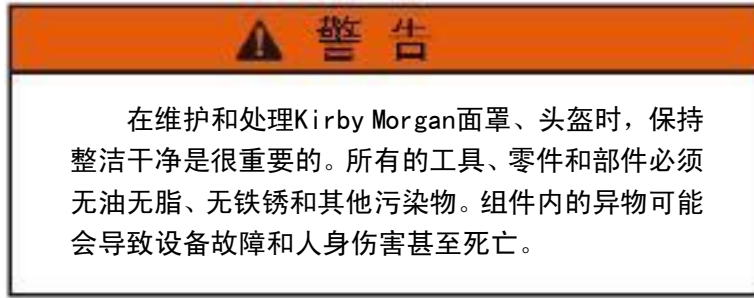 警告
在维护和处理Kirby Morgan面罩、头盔时，保持
整洁干净是很重要的。所有的工具、零件和部件必须
无油无脂、无铁锈和其他污染物。组件内的异物可能
会导致设备故障和人身伤害甚至死亡。